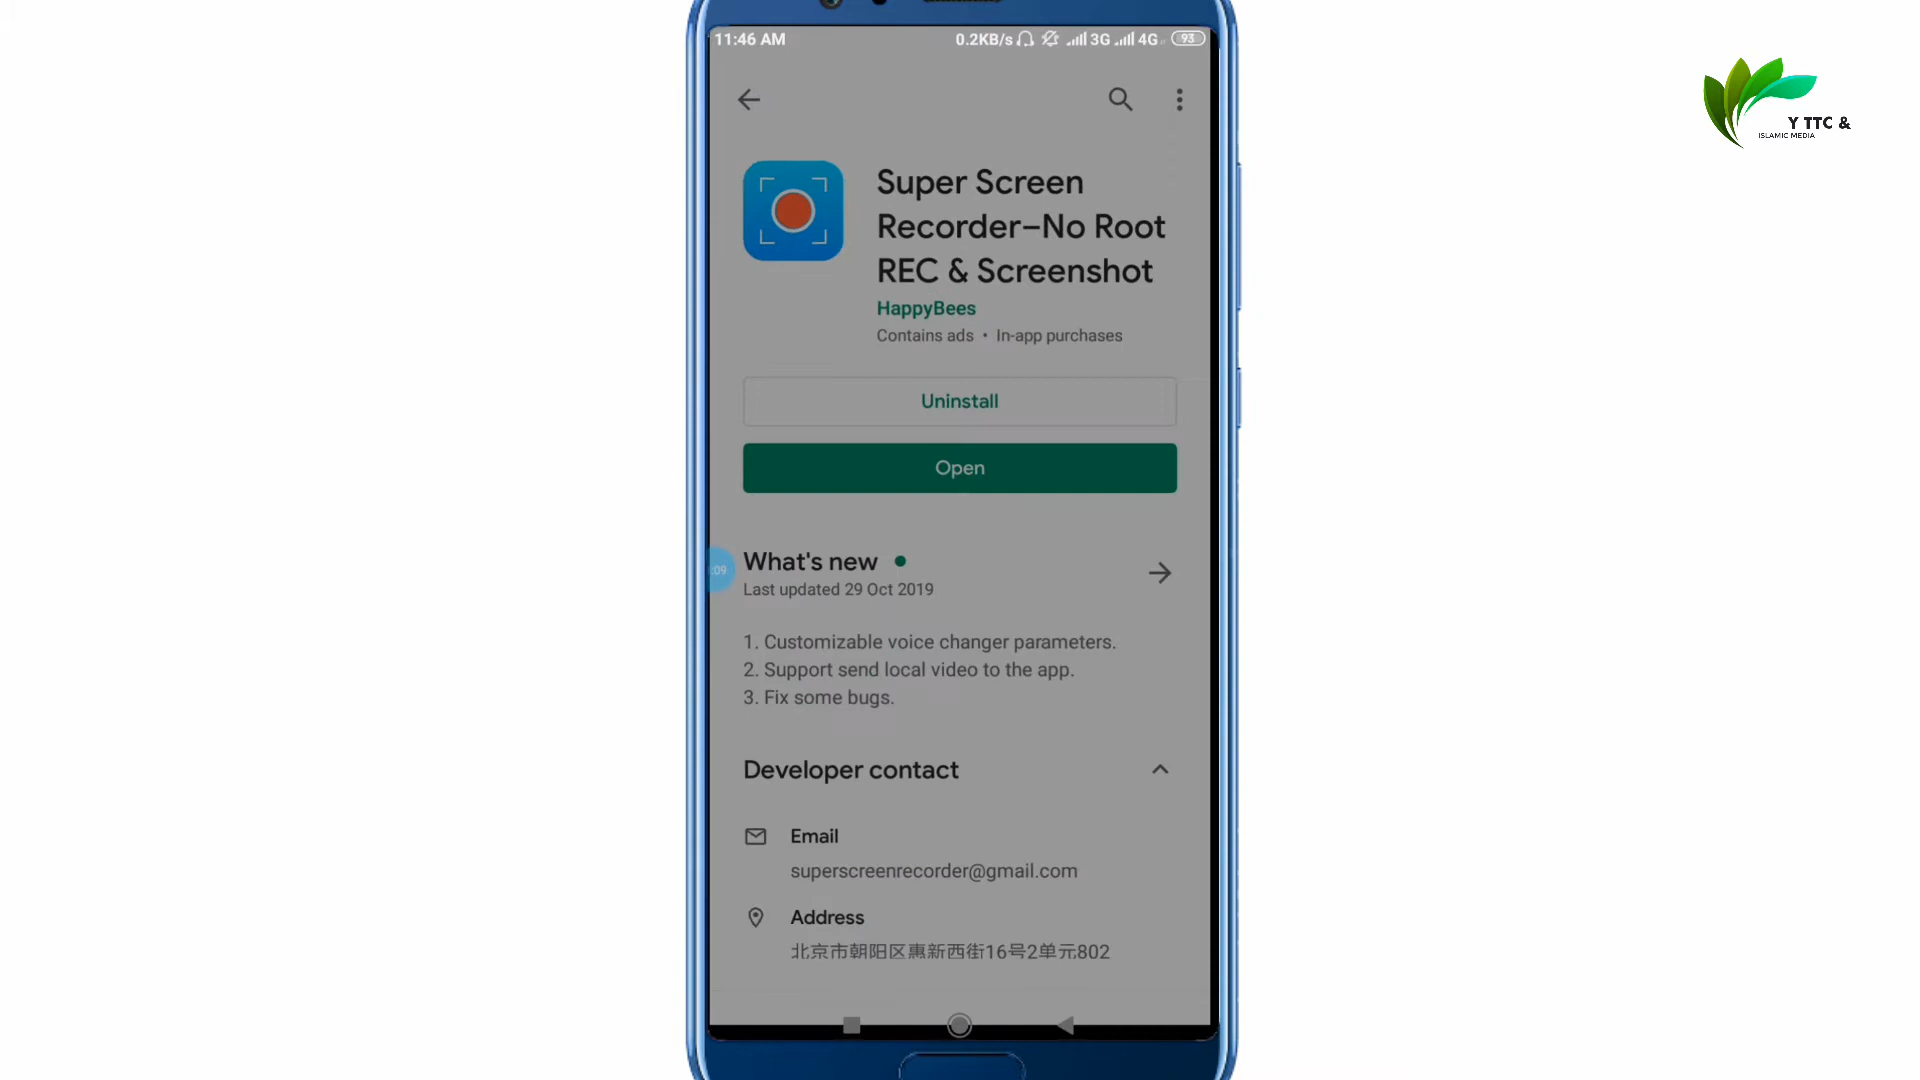 11:46 AM 0.2KB/s 3G 4G 93
Y TTC &
ISLAMIC MEDIA
Super Screen
Recorder–No Root
REC & Screenshot
HappyBees
Contains ads • In-app purchases
Uninstall
Open
:09
What's new
Last updated 29 Oct 2019
1. Customizable voice changer parameters.
2. Support send local video to the app.
3. Fix some bugs.
Developer contact
Email
superscreenrecorder@gmail.com
Address
北京市朝阳区惠新西街16号2单元802